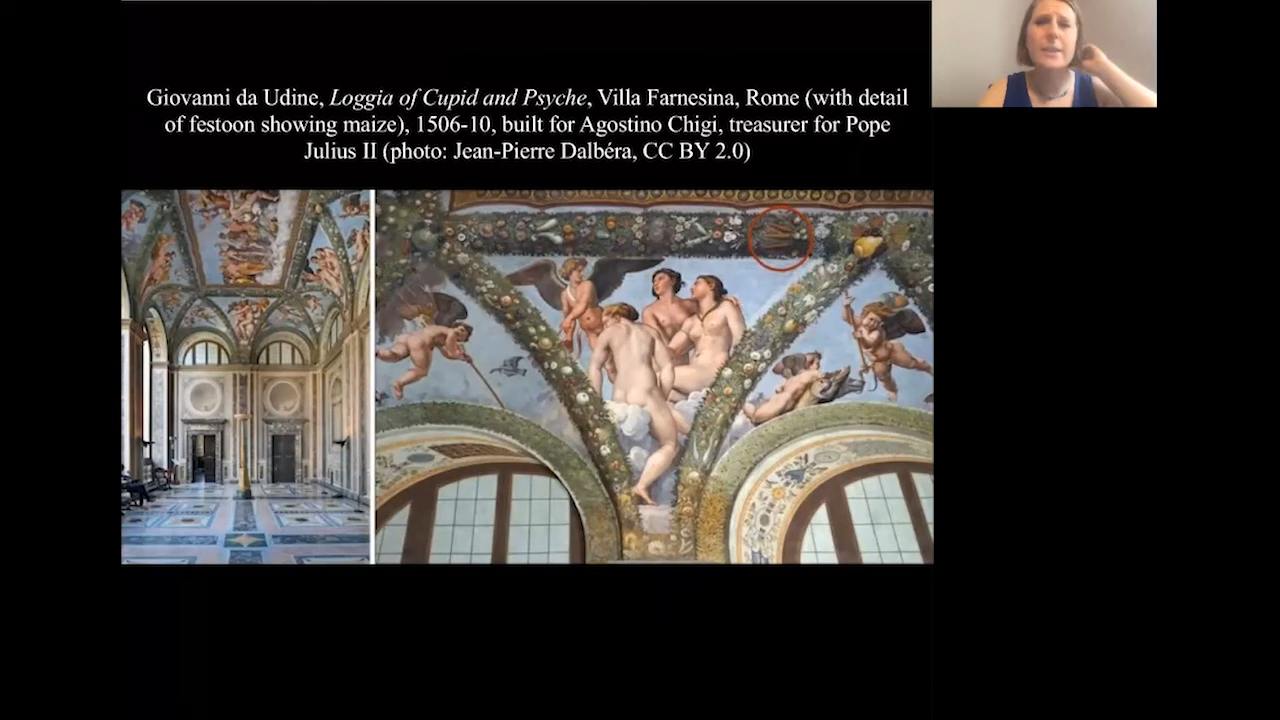 Giovanni da Udine, Loggia of Cupid and Psyche, Villa Farnesina, Rome (with detail
of festoon showing maize), 1506-10, built for Agostino Chigi, treasurer for Pope
Julius II (photo: Jean-Pierre Dalbéra, CC BY 2.0)